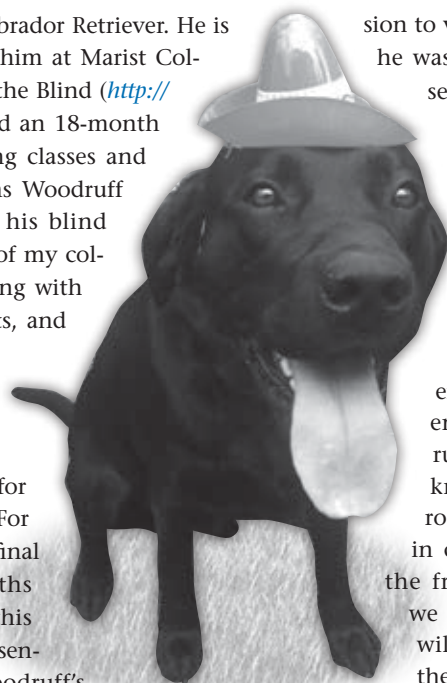 brador Retriever. He is
him at Marist Col-
the Blind (http://
d an 18-month
ng classes and
s Woodruff
his blind
of my col-
ng with
ts, and
for
For
final
ths
his
sen-
odruff's
sion to
he was
se
e
er
ru
ro
in
the fr
we
wil
the